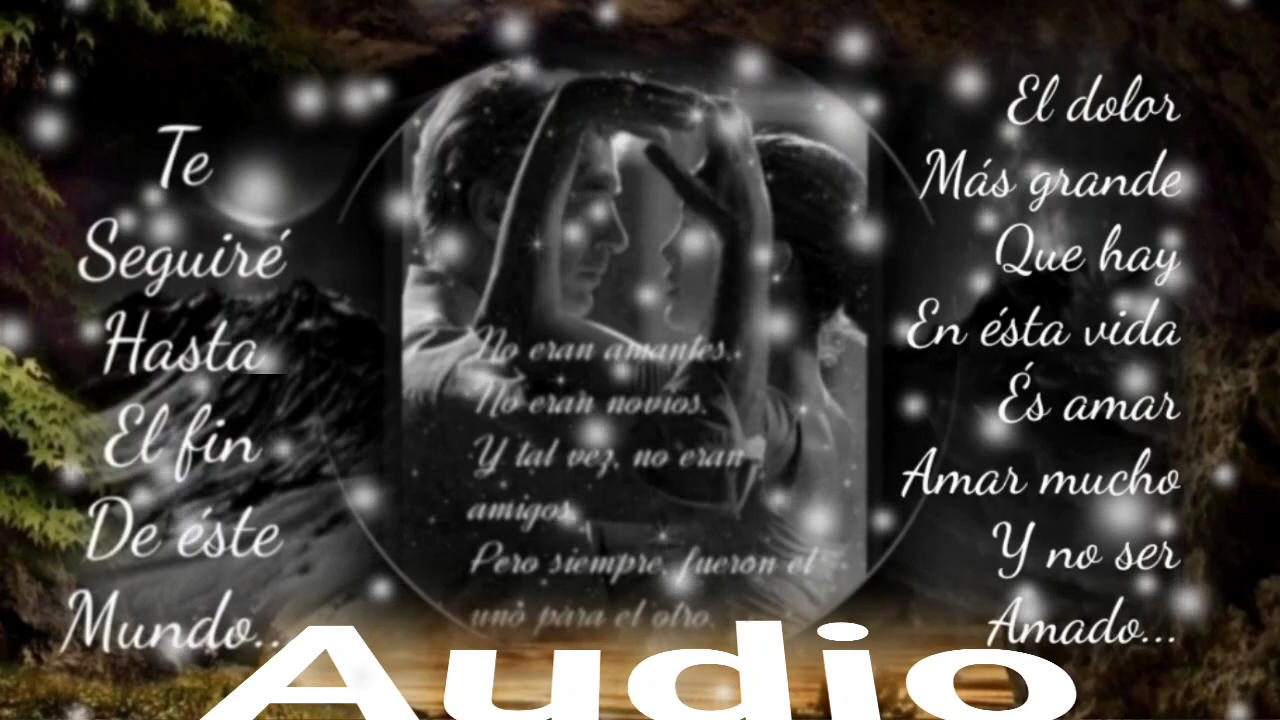 Te
Seguiré
Hasta
El fin
De éste
Mundo..
No eran amantes..
No eran novios.
Y tal vez, no eran
amigos.
Pero siempre, fueron el
uno para el otro.
El dolor
Más grande
Que hay
En ésta vida
És amar
Amar mucho
Y no ser
Amado...
Audio